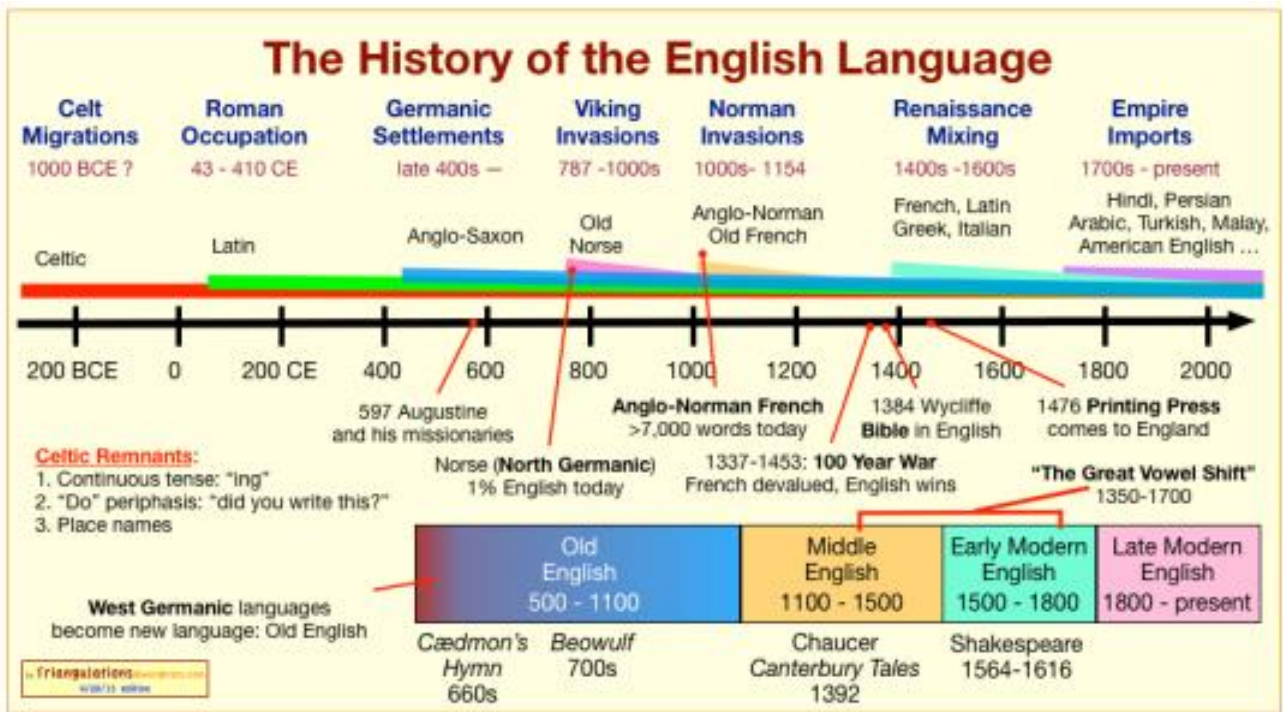 The History of the English Language
Celt
Migrations
1000 BCE ?
Roman
Occupation
43 - 410 CE
Germanic
Settlements
late 400s —
Viking
Invasions
787 -1000s
Norman
Invasions
1000s- 1154
Renaissance
Mixing
1400s -1600s
Empire
Imports
1700s - present
Celtic
Latin
Anglo-Saxon
Old
Norse
Anglo-Norman
Old French
French, Latin
Greek, Italian
Hindi, Persian
Arabic, Turkish, Malay,
American English ...
200 BCE 0 200 CE 400 600 800 1000 1200 1400 1600 1800 2000
597 Augustine
and his missionaries
Norse (North Germanic)
1% English today
Anglo-Norman French
>7,000 words today
1337-1453: 100 Year War
French devalued, English wins
1384 Wycliffe
Bible in English
1476 Printing Press
comes to England
"The Great Vowel Shift"
1350-1700
Celtic Remnants:
1. Continuous tense: "ing"
2. "Do" periphasis: "did you write this?"
3. Place names
West Germanic languages
become new language: Old English
Old
English
500 - 1100
Middle
English
1100 - 1500
Early Modern
English
1500 - 1800
Late Modern
English
1800 - present
Cædmon's
Hymn
660s
Beowulf
700s
Chaucer
Canterbury Tales
1392
Shakespeare
1564-1616
Triangulations